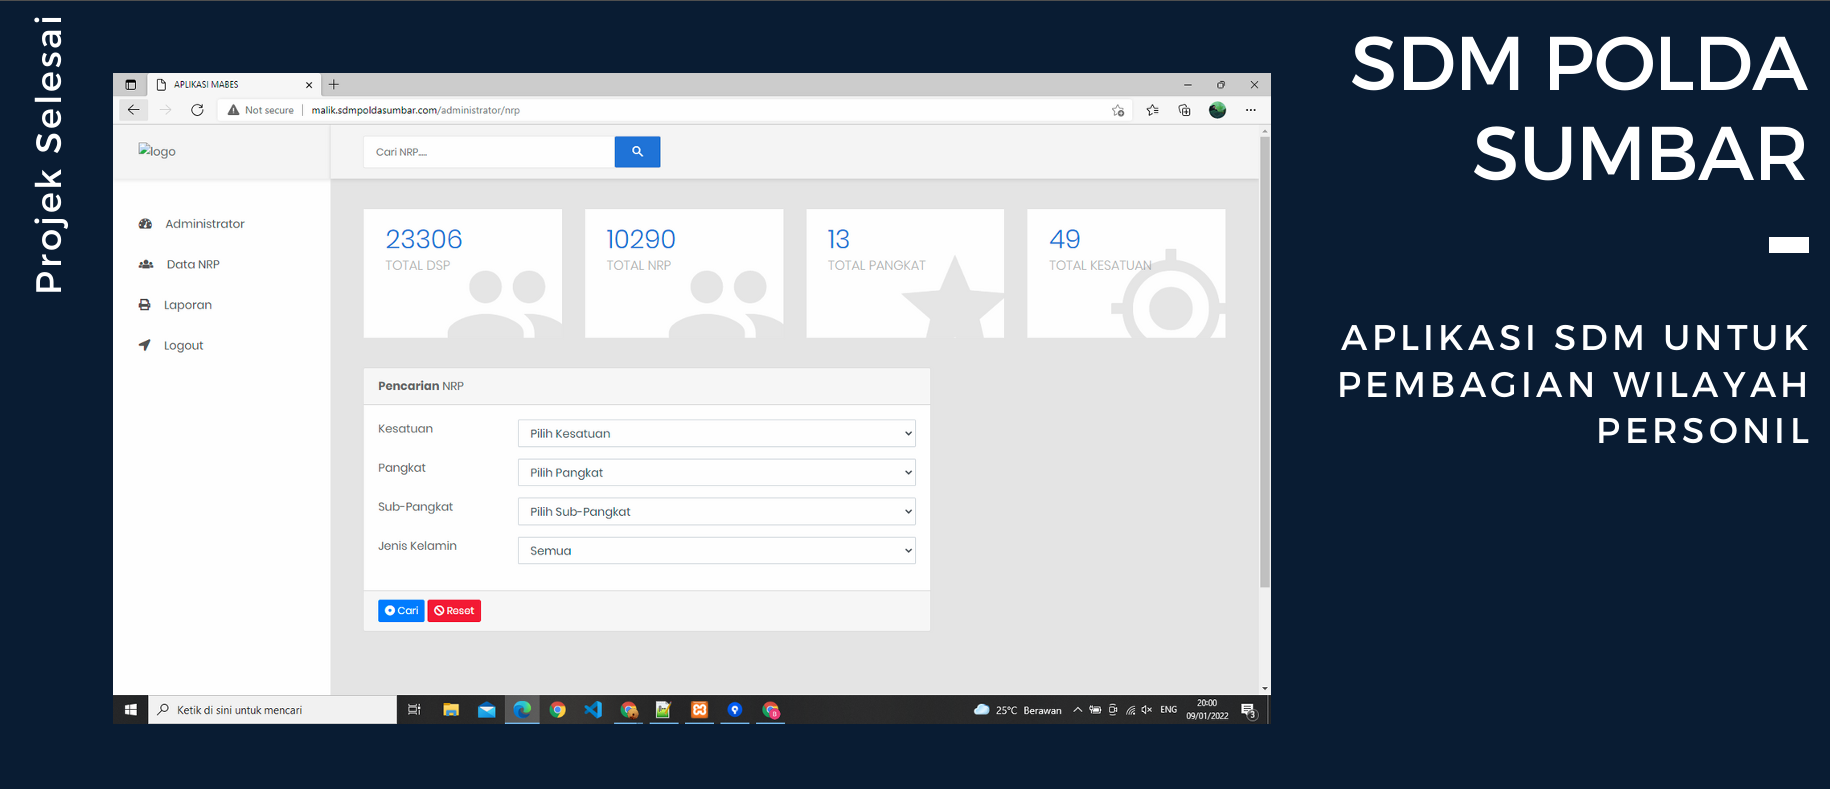 Projek Selesai
SDM POLDA
SUMBAR
APLIKASI SDM UNTUK
PEMBAGIAN WILAYAH
PERSONIL
APLIKASI MABES
Not secure
malik.sdmpoldasumbar.com/administrator/nrp
logo
Cari NRP.....
Administrator
Data NRP
Laporan
Logout
23306
TOTAL DSP
10290
TOTAL NRP
13
TOTAL PANGKAT
49
TOTAL KESATUAN
Pencarian NRP
Kesatuan
Pilih Kesatuan
Pangkat
Pilih Pangkat
Sub-Pangkat
Pilih Sub-Pangkat
Jenis Kelamin
Semua
Cari
Reset
Ketik di sini untuk mencari
25°C Berawan
ENG
20:00
09/01/2022
3